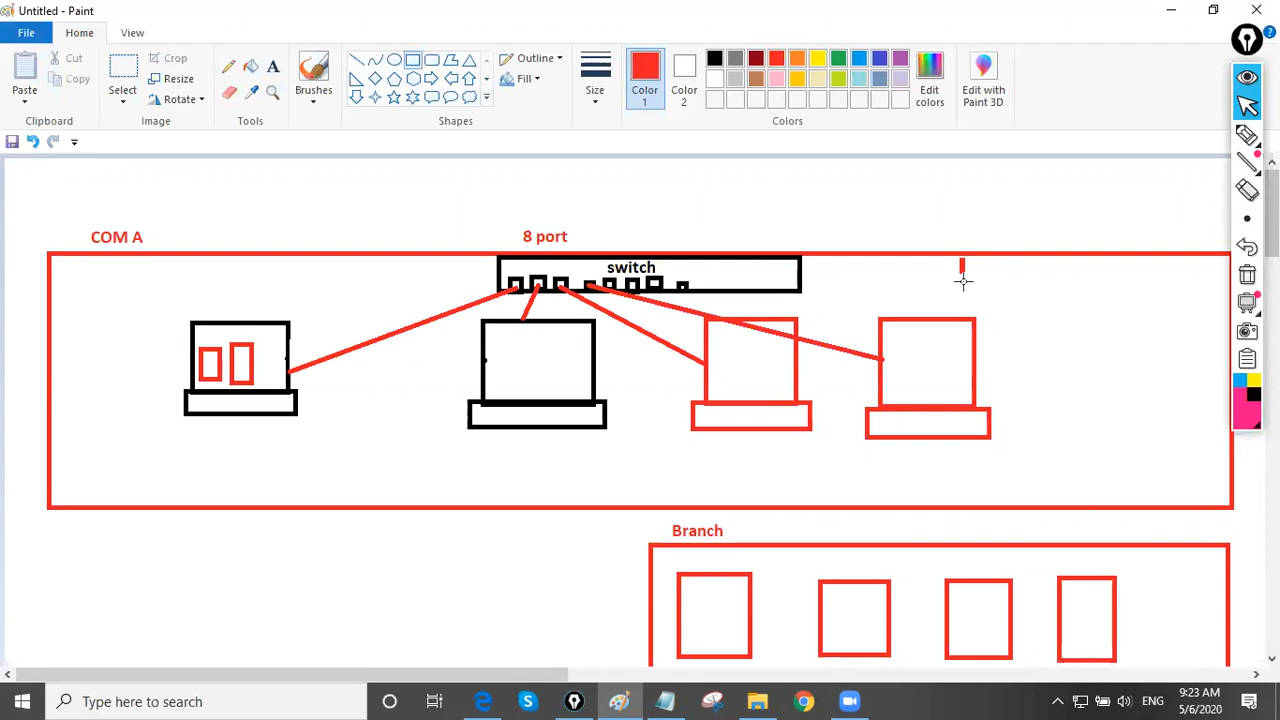 Untitled - Paint
File
Home
View
Paste
Cut
Copy
Clipboard
Select
Crop
Resize
Rotate
Image
A
Tools
Brushes
Outline
Fill
Shapes
Size
Color 1
Color 2
Edit colors
Edit with Paint 3D
Colors
?
COM A
8 port
switch
Branch
Type here to search
S
ENG
9:23 AM
5/6/2020